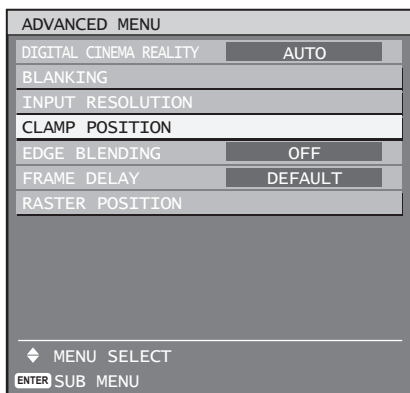 ADVANCED MENU
DIGITAL CINEMA REALITY AUTO
BLANKING
INPUT RESOLUTION
CLAMP POSITION
EDGE BLENDING OFF
FRAME DELAY DEFAULT
RASTER POSITION
MENU SELECT
ENTER SUB MENU